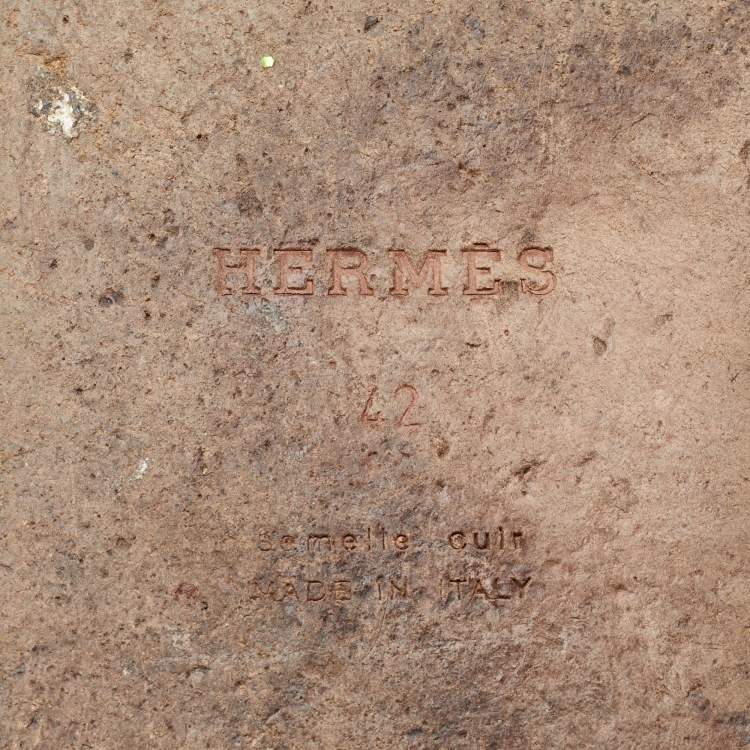 HERMÈS
42
Semelle cuir
MADE IN ITALY